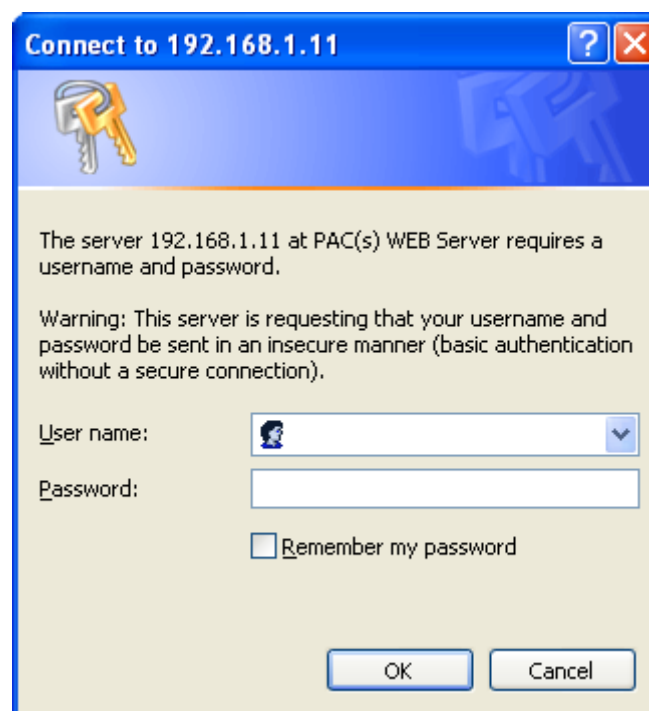 Connect to 192.168.1.11
The server 192.168.1.11 at PAC(s) WEB Server requires a
username and password.
Warning: This server is requesting that your username and
password be sent in an insecure manner (basic authentication
without a secure connection).
User name:
Password:
Remember my password
OK Cancel